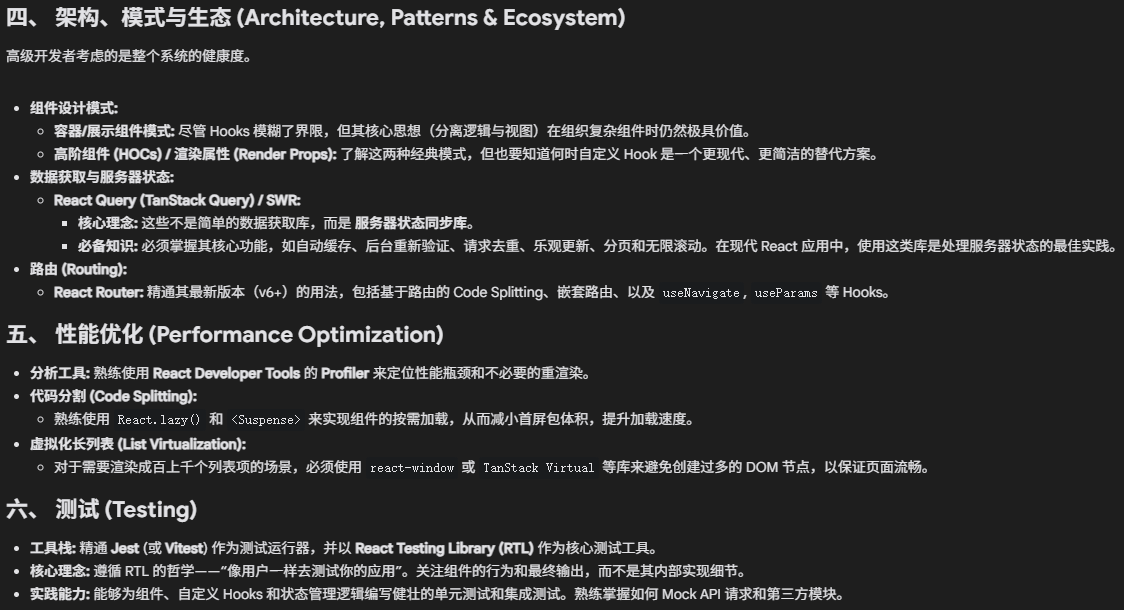 四、 架构、模式与生态 (Architecture, Patterns & Ecosystem)
高级开发者考虑的是整个系统的健康度。
• 组件设计模式:
◦ 容器/展示组件模式: 尽管 Hooks 模糊了界限，但其核心思想（分离逻辑与视图）在组织复杂组件时仍然极具价值。
◦ 高阶组件 (HOCs) / 渲染属性 (Render Props): 了解这两种经典模式，但也要知道何时自定义 Hook 是一个更现代、更简洁的替代方案。
• 数据获取与服务器状态:
◦ React Query (TanStack Query) / SWR:
▪ 核心理念: 这些不是简单的数据获取库，而是 服务器状态同步库。
▪ 必备知识: 必须掌握其核心功能，如自动缓存、后台重新验证、请求去重、乐观更新、分页和无限滚动。在现代 React 应用中，使用这类库是处理服务器状态的最佳实践。
• 路由 (Routing):
◦ React Router: 精通其最新版本（v6+）的用法，包括基于路由的 Code Splitting、嵌套路由、以及 useNavigate, useParams 等 Hooks。
五、 性能优化 (Performance Optimization)
• 分析工具: 熟练使用 React Developer Tools 的 Profiler 来定位性能瓶颈和不必要的重渲染。
• 代码分割 (Code Splitting):
◦ 熟练使用 React.lazy() 和 <Suspense> 来实现组件的按需加载，从而减小首屏包体积，提升加载速度。
• 虚拟化长列表 (List Virtualization):
◦ 对于需要渲染成百上千个列表项的场景，必须使用 react-window 或 TanStack Virtual 等库来避免创建过多的 DOM 节点，以保证页面流畅。
六、 测试 (Testing)
• 工具栈: 精通 Jest (或 Vitest) 作为测试运行器，并以 React Testing Library (RTL) 作为核心测试工具。
• 核心理念: 遵循 RTL 的哲学——“像用户一样去测试你的应用”。关注组件的行为和最终输出，而不是其内部实现细节。
• 实践能力: 能够为组件、自定义 Hooks 和状态管理逻辑编写健壮的单元测试和集成测试。熟练掌握如何 Mock API 请求和第三方模块。